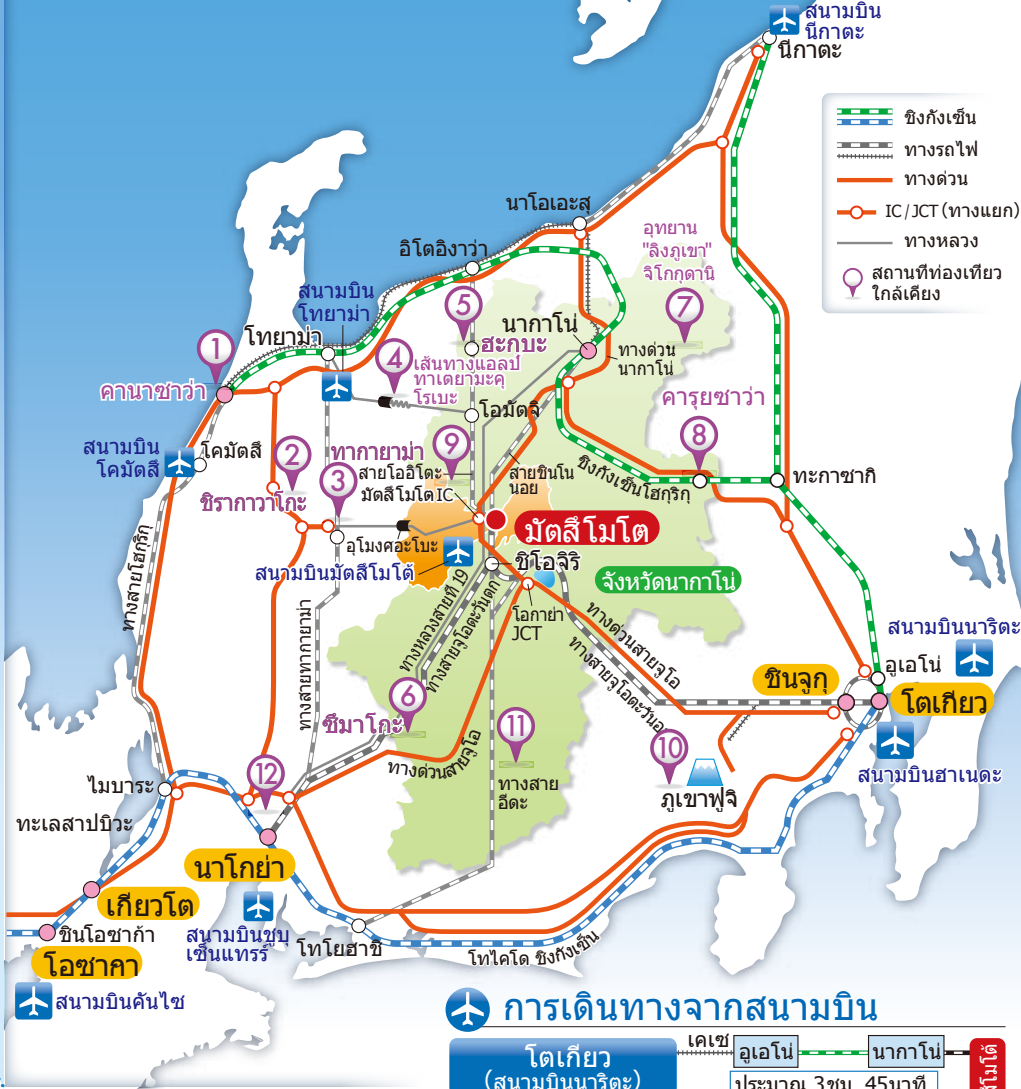 สนามบิน
นีกาตะ
นีกาตะ
ชิงกังเซ็น
ทางรถไฟ
ทางด่วน
IC/JCT (ทางแยก)
ทางหลวง
สถานที่ท่องเที่ยว
ใกล้เคียง
นาโอเอะสุ
อุทยาน
"ลิงภูเขา"
จิโกกุดานิ
7
อิโตอิงาว่า
สนามบิน
โทยาม่า
โทยาม่า
5
ฮะกุบะ
นากาโน่
ทางด่วน
นากาโน่
1
คานาซาว่า
4
เส้นทางแอลป์
ทาเตยามะคุ
โรเบะ
โอมัตจิ
คารุยซาว่า
8
สนามบิน
โคมัตสึ
โคมัตสึ
2
ชิรากาวาโกะ
ทากายาม่า
3
9
สายโออิโตะ
มัตสึโมโต IC
สายชินโน
นอย
ชิงกังเซ็นโฮกุริกุ
ทะกาซากิ
มัตสึโมโต
อุโมงศอะโบะ
สนามบินมัตสึโมโต้
ชิโอจิริ
จังหวัดนากาโน่
ทางสายโฮกุริกุ
ทางสายทากายาม่า
ทางหลวงสายที่ 19
ทางสายจูโอตะวันตก
โอกาย่า
JCT
ทางด่วนสายจูโอ
ทางสายจูโอตะวันอ
สนามบินนาริตะ
อูเอโน่
ชินจูกุ
โตเกียว
สนามบินฮาเนดะ
6
ซึมาโกะ
ทางด่วนสายจูโอ
11
ทางสาย
อีดะ
10
ภูเขาฟูจิ
12
ไมบาระ
ทะเลสาปบิวะ
นาโกย่า
เกียวโต
ชินโอซาก้า
โอซาคา
สนามบินคันไซ
สนามบินชูบุ
เซ็นแทรร์
โทโยฮาชิ
โทไคโด ชิงกังเซ็น
การเดินทางจากสนามบิน
โตเกียว
(สนามบินนาริตะ)
เคเซ
อูเอโน่
นากาโน่
ประมาณ 3ชม. 45นาที